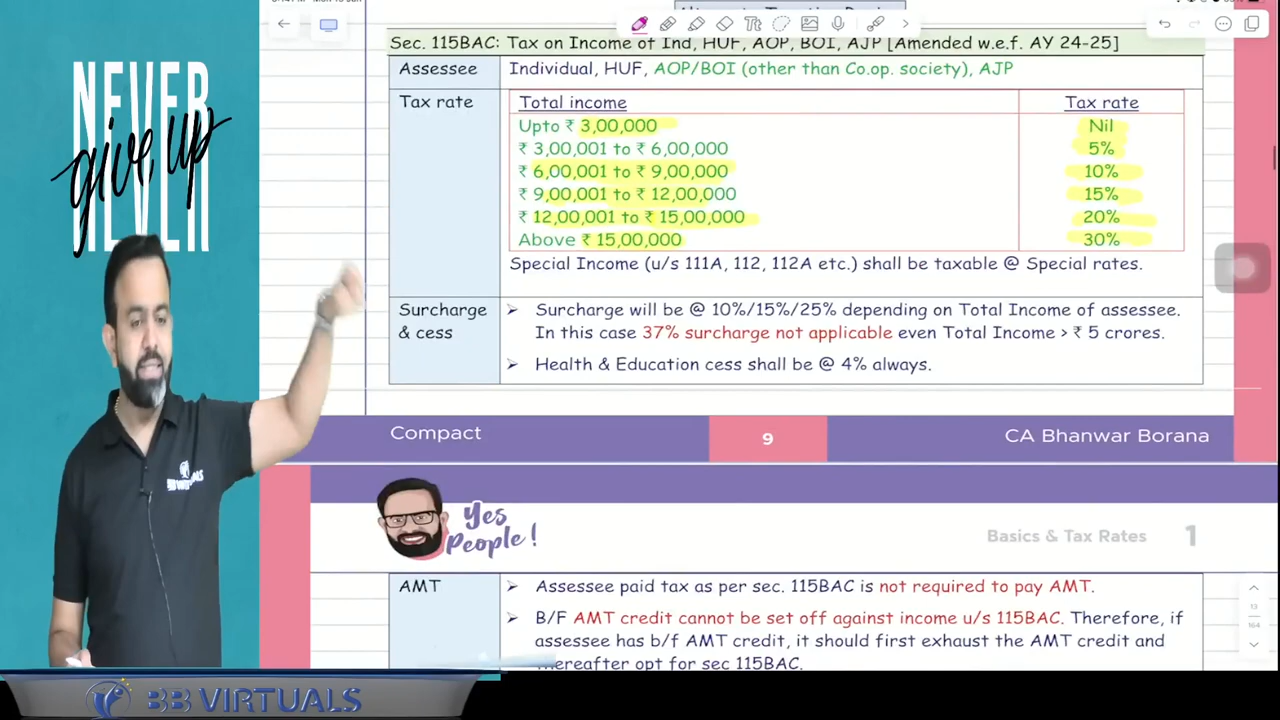 NEVER
give up
NEVER
Sec. 115BAC: Tax on Income of Ind, HUF, AOP, BOI, AJP [Amended w.e.f. AY 24-25]
Assessee Individual, HUF, AOP/BOI (other than Co.op. society), AJP
Tax rate Total income Tax rate
Upto ₹ 3,00,000 Nil
₹ 3,00,001 to ₹ 6,00,000 5%
₹ 6,00,001 to ₹ 9,00,000 10%
₹ 9,00,001 to ₹ 12,00,000 15%
₹ 12,00,001 to ₹ 15,00,000 20%
Above ₹ 15,00,000 30%
Special Income (u/s 111A, 112, 112A etc.) shall be taxable @ Special rates.
Surcharge & cess
➢ Surcharge will be @ 10%/15%/25% depending on Total Income of assessee.
In this case 37% surcharge not applicable even Total Income > ₹ 5 crores.
➢ Health & Education cess shall be @ 4% always.
Compact 9 CA Bhanwar Borana
Yes
People!
Basics & Tax Rates 1
AMT ➢ Assessee paid tax as per sec. 115BAC is not required to pay AMT.
➢ B/F AMT credit cannot be set off against income u/s 115BAC. Therefore, if
assessee has b/f AMT credit, it should first exhaust the AMT credit and
thereafter opt for sec 115BAC.
13
164
BB VIRTUALS
BB VIRTUALS